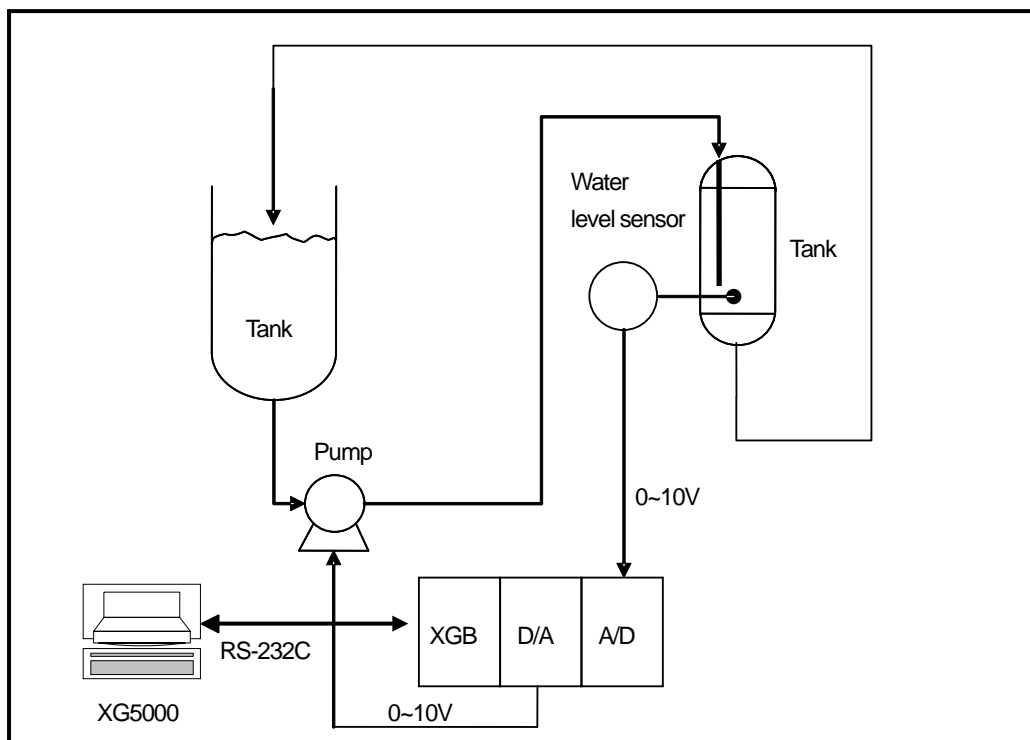 Water
level sensor
Tank
Tank
Pump
0~10V
XGB
D/A
A/D
RS-232C
XG5000
0~10V